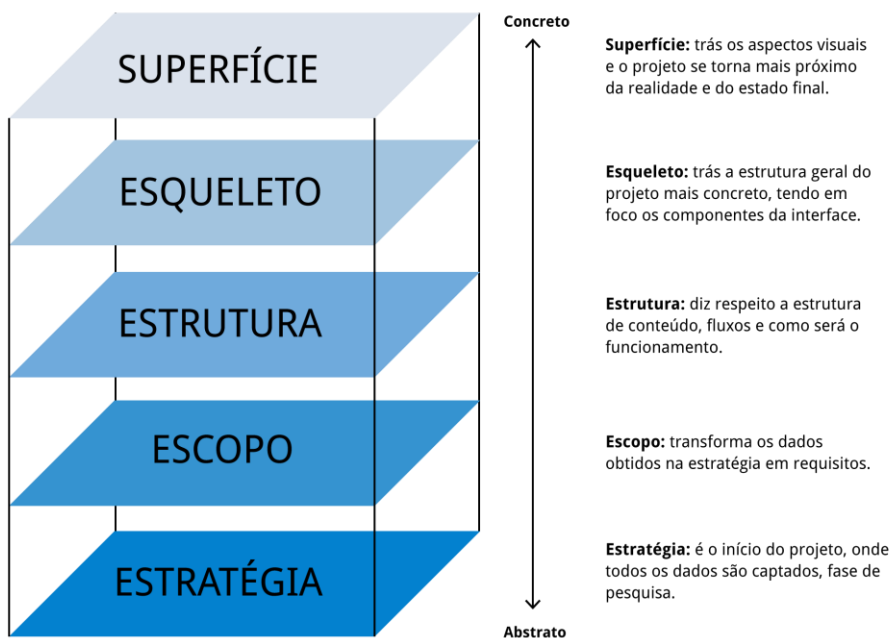 Concreto
SUPERFÍCIE
Superfície: trás os aspectos visuais
e o projeto se torna mais próximo
da realidade e do estado final.
ESQUELETO
Esqueleto: trás a estrutura geral do
projeto mais concreto, tendo em
foco os componentes da interface.
ESTRUTURA
Estrutura: diz respeito a estrutura
de conteúdo, fluxos e como será o
funcionamento.
ESCOPO
Escopo: transforma os dados
obtidos na estratégia em requisitos.
ESTRATÉGIA
Estratégia: é o início do projeto, onde
todos os dados são captados, fase de
pesquisa.
Abstrato